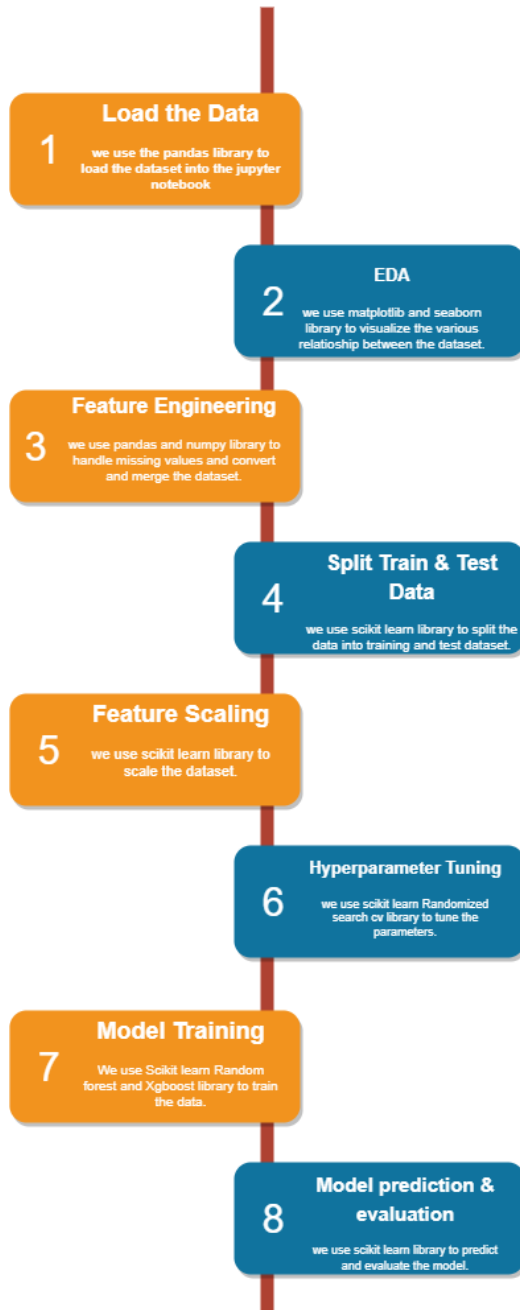 Load the Data
1
we use the pandas library to
load the dataset into the jupyter
notebook
EDA
2
we use matplotlib and seaborn
library to visualize the various
relatioship between the dataset.
Feature Engineering
3
we use pandas and numpy library to
handle missing values and convert
and merge the dataset.
Split Train & Test
Data
4
we use scikit learn library to split the
data into training and test dataset.
Feature Scaling
5
we use scikit learn library to
scale the dataset.
Hyperparameter Tuning
6
we use scikit learn Randomized
search cv library to tune the
parameters.
Model Training
7
We use Scikit learn Random
forest and Xgboost library to train
the data.
Model prediction &
evaluation
8
we use scikit learn library to predict
and evaluate the model.